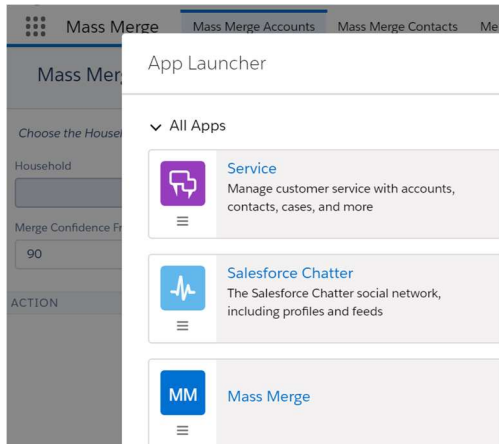 Mass Merge
Mass Merge Accounts
Mass Merge Contacts
Me
Mass Mer
App Launcher
Choose the Househ
Household
Merge Confidence Fr
90
ACTION
All Apps
Service
Manage customer service with accounts,
contacts, cases, and more
Salesforce Chatter
The Salesforce Chatter social network,
including profiles and feeds
MM
Mass Merge